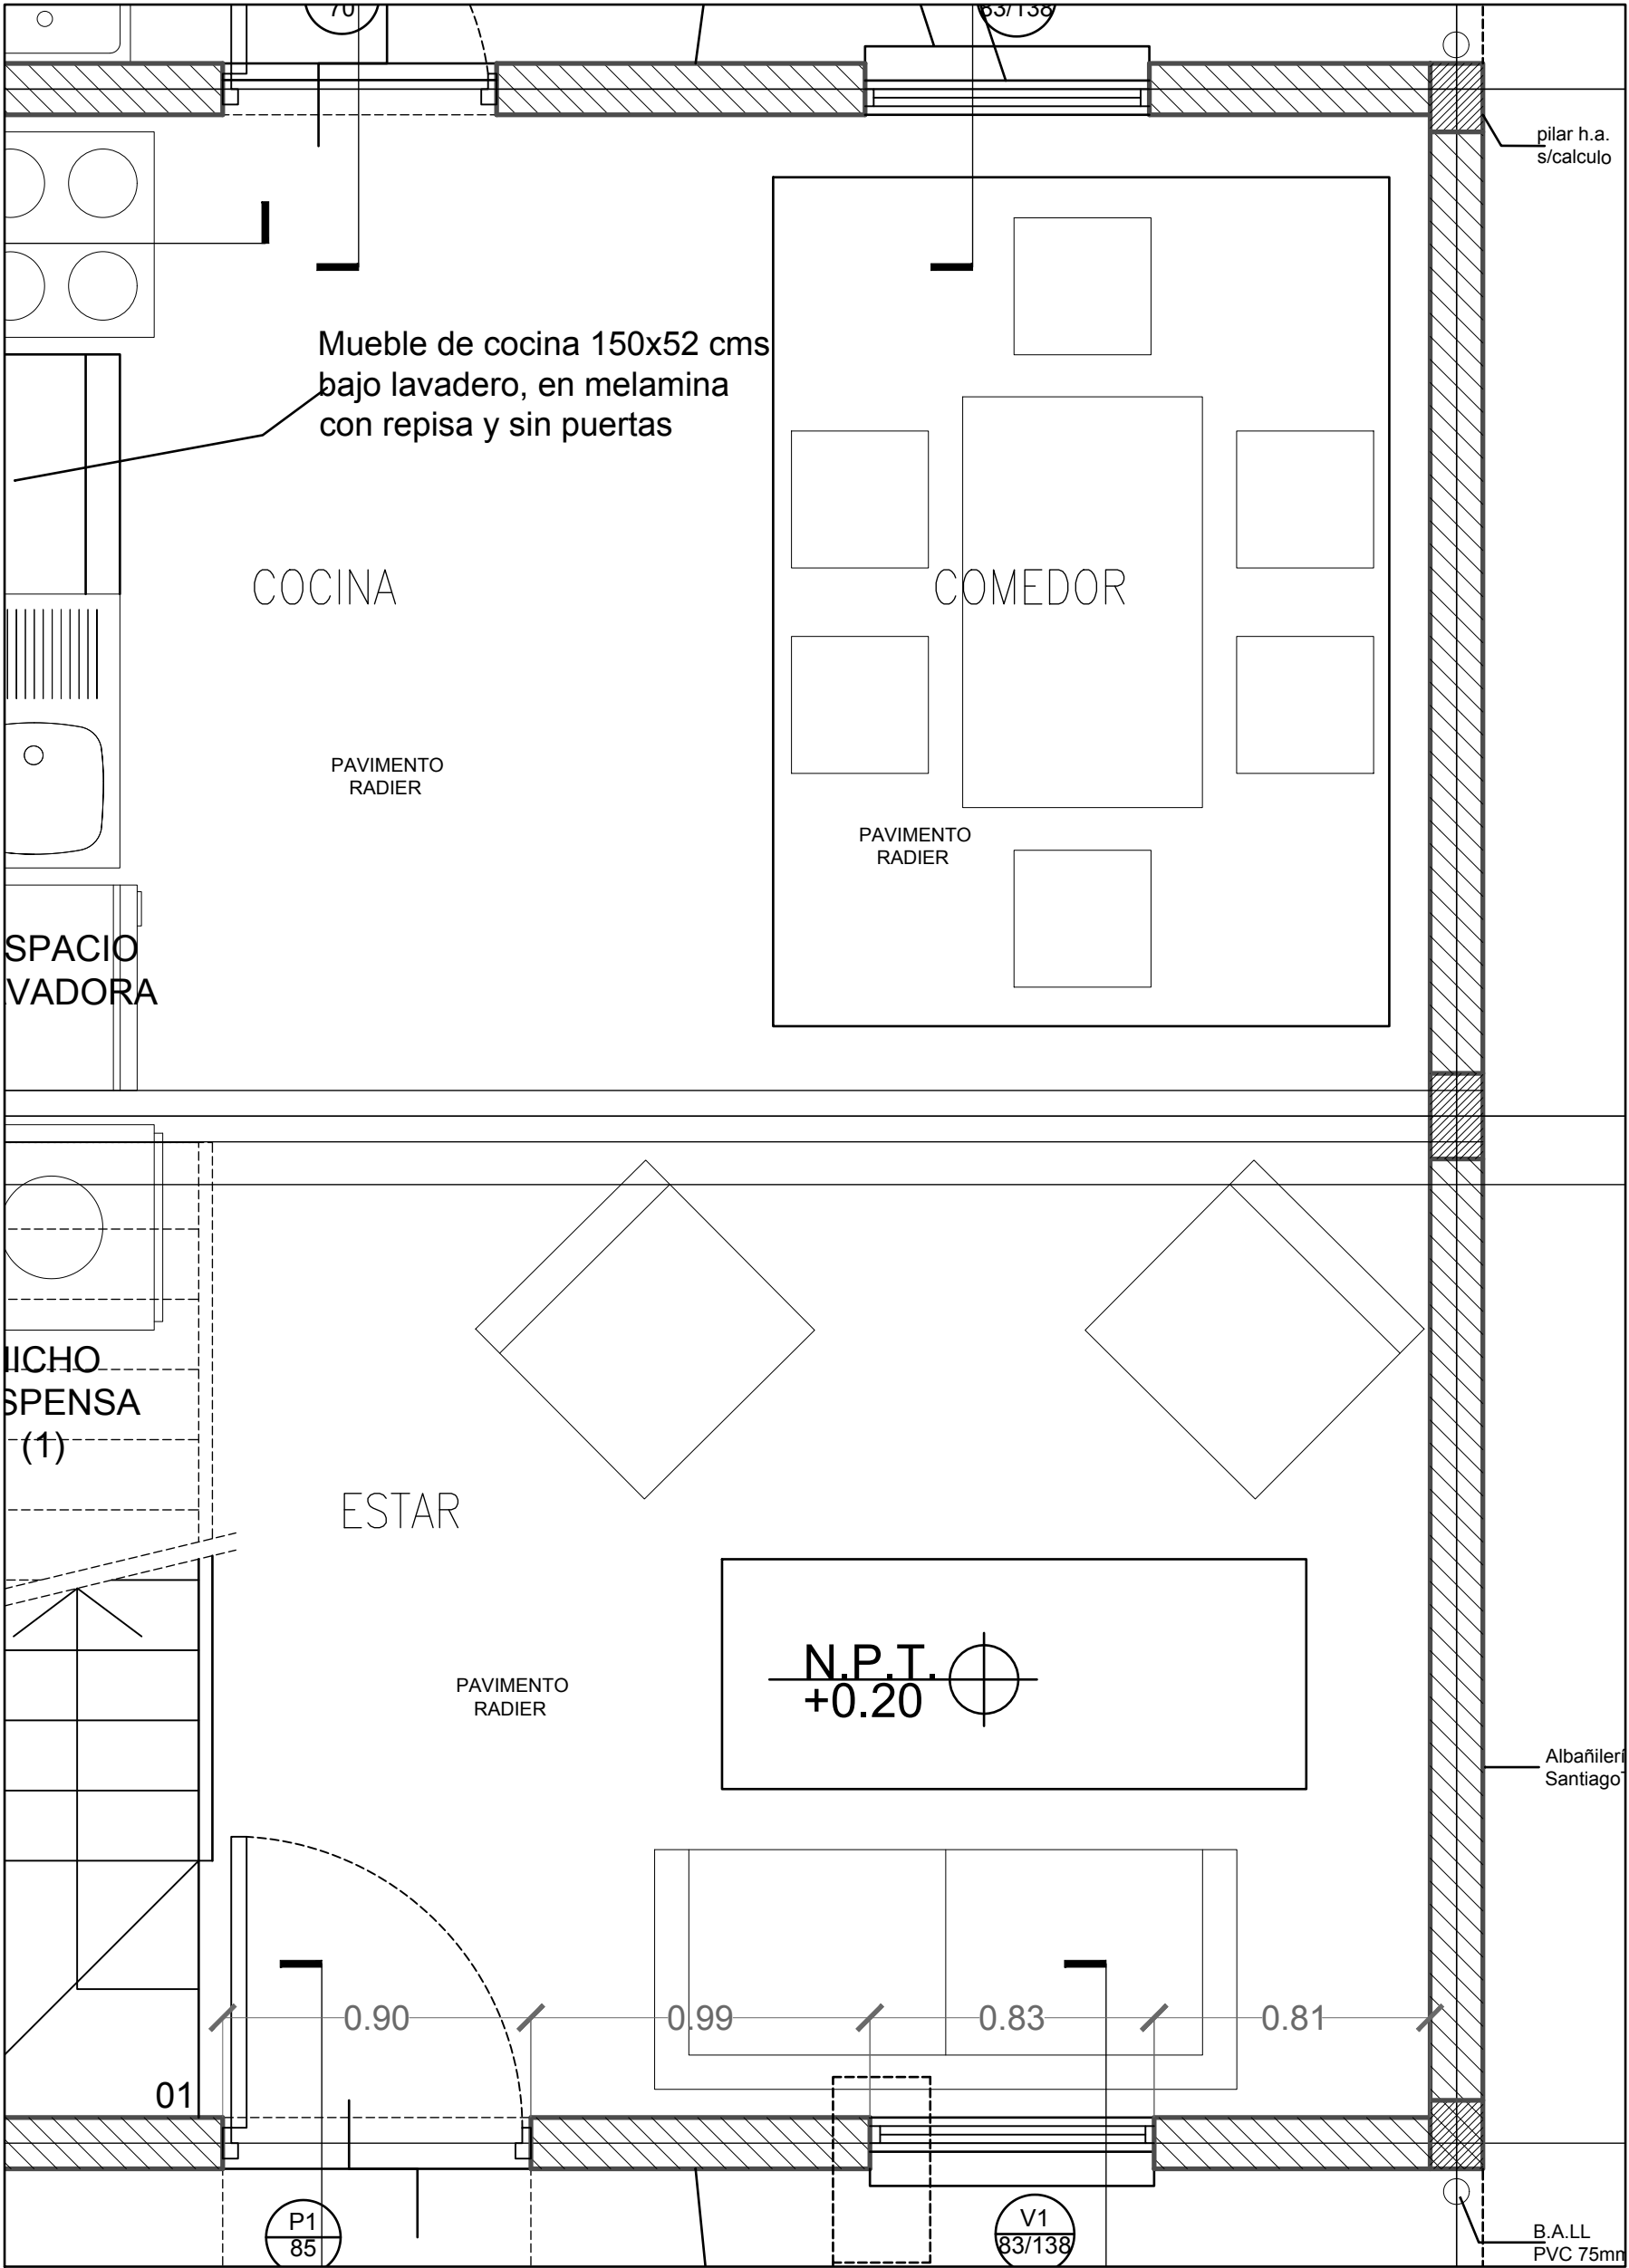 70
83/138
pilar h.a.
s/calculo
Mueble de cocina 150x52 cms
bajo lavadero, en melamina
con repisa y sin puertas
COCINA
COMEDOR
PAVIMENTO
RADIER
PAVIMENTO
RADIER
SPACIO
VADORA
ICHO
SPENSA
(1)
ESTAR
N.P.T.
+0.20
PAVIMENTO
RADIER
Albañilerí
Santiago
0.90
0.99
0.83
0.81
01
P1
85
V1
83/138
B.A.LL
PVC 75mm